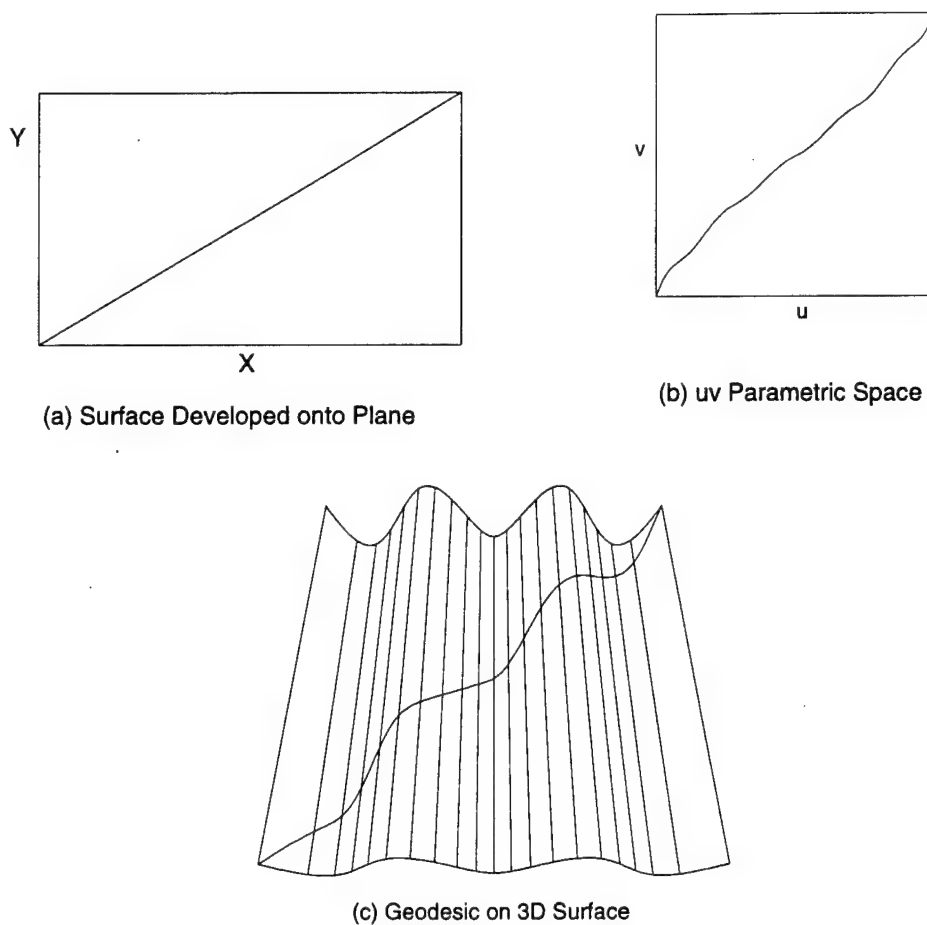 Y
X
(a) Surface Developed onto Plane
v
u
(b) uv Parametric Space
(c) Geodesic on 3D Surface